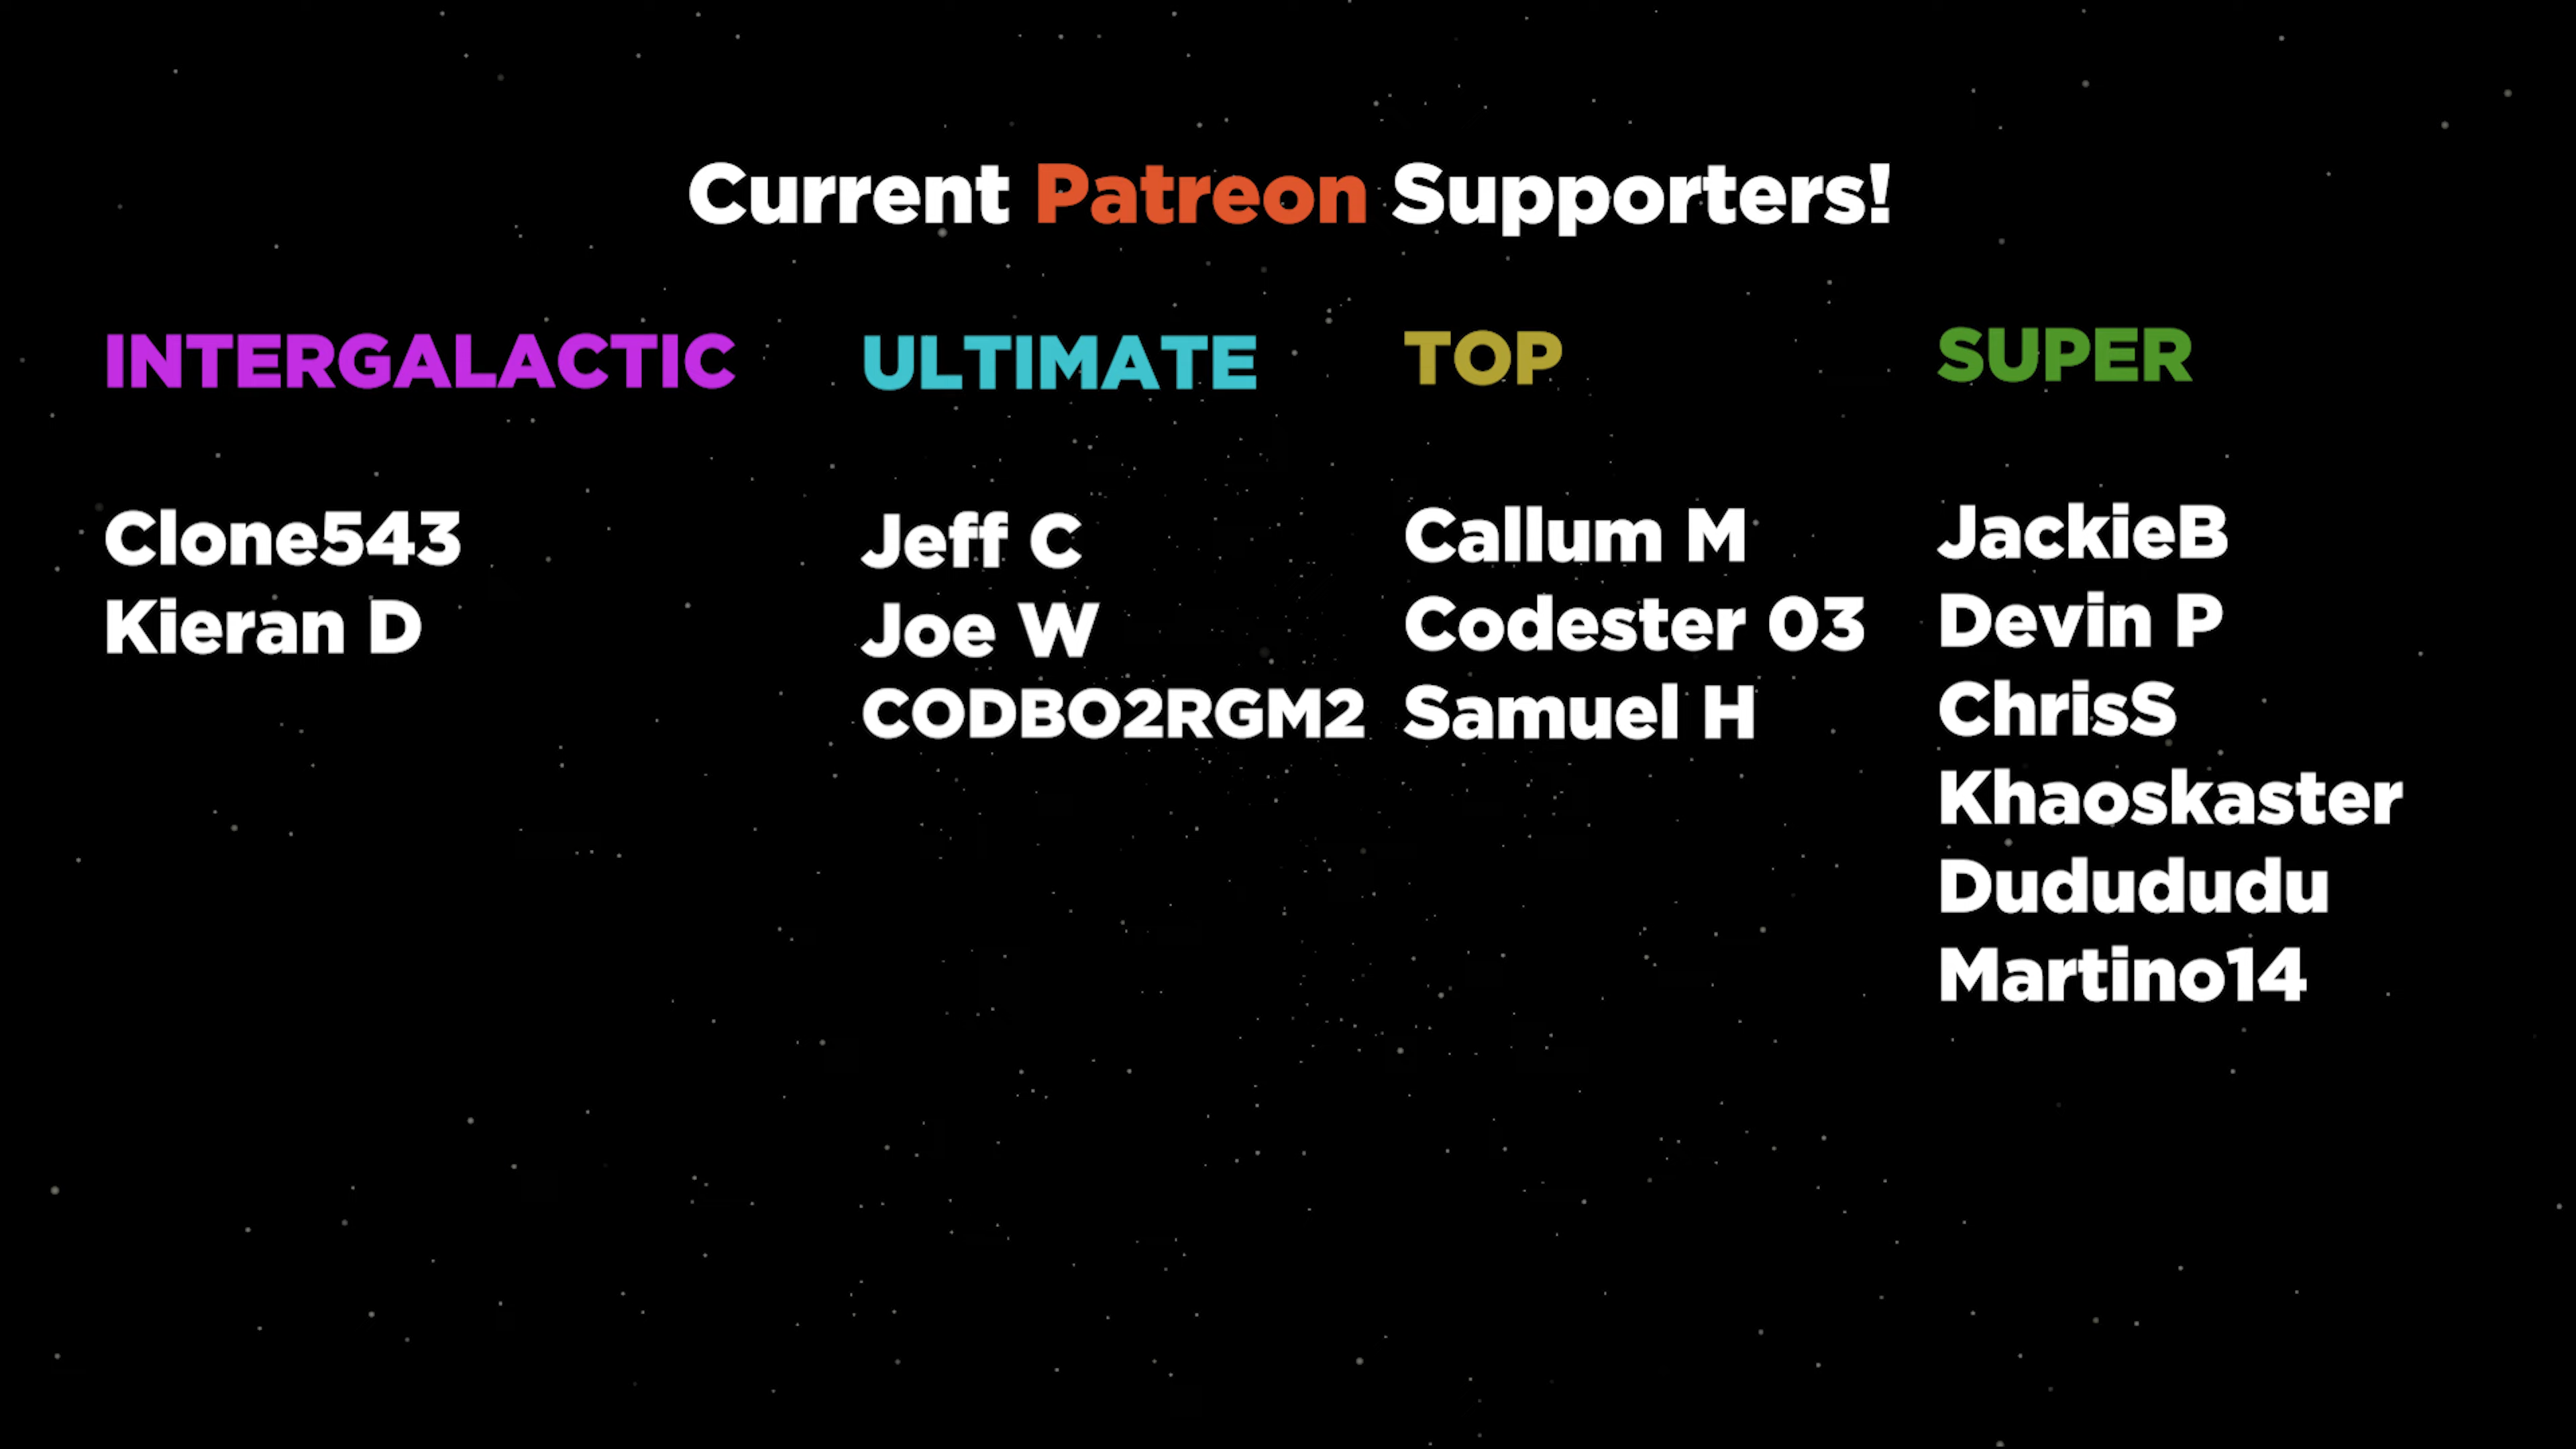 Current Patreon Supporters!
INTERGALACTIC
Clone543
Kieran D
ULTIMATE
Jeff C
Joe W
CODBO2RGM2
TOP
Callum M
Codester 03
Samuel H
SUPER
JackieB
Devin P
ChrisS
Khaoskaster
Dudududu
Martino14